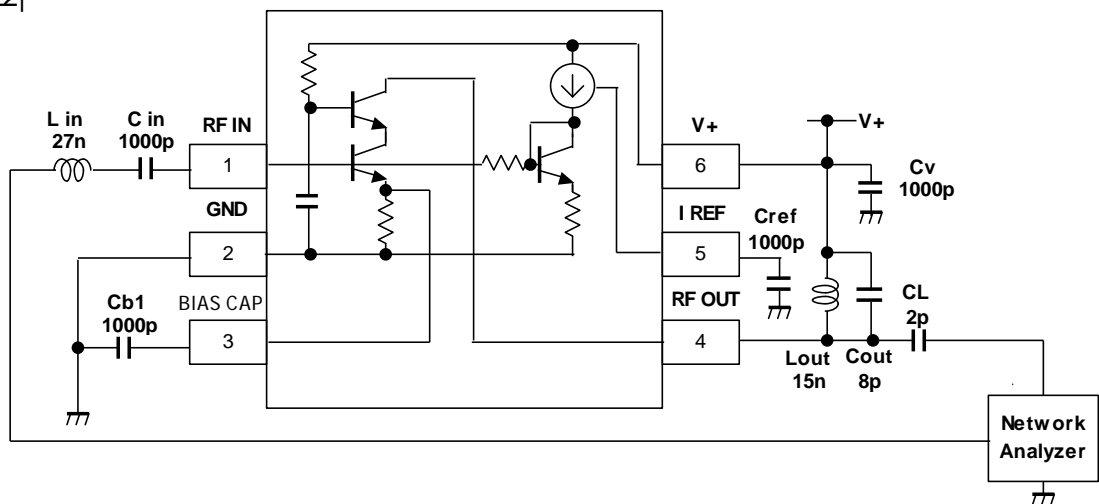 L in
27n
C in
1000p
RF IN
1
GND
2
Cb1
1000p
BIAS CAP
3
V+
6
I REF
5
RF OUT
4
Cref
1000p
V+
Cv
1000p
Lout
15n
Cout
8p
CL
2p
Network
Analyzer